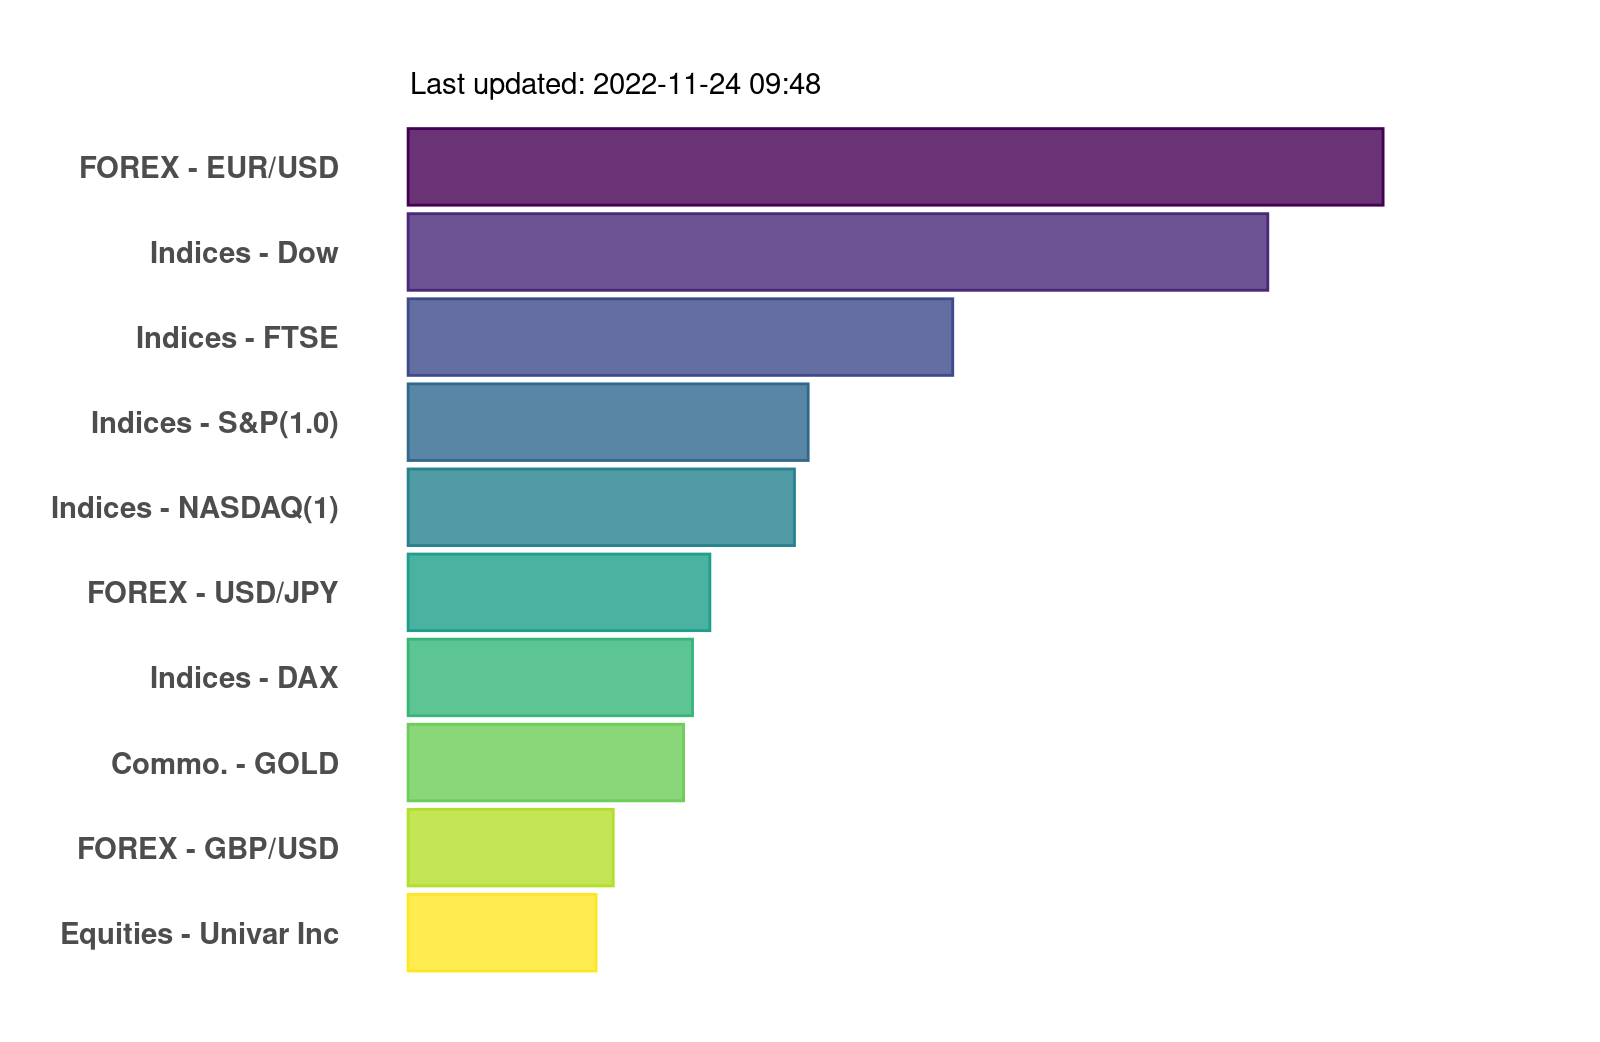 Last updated: 2022-11-24 09:48
FOREX - EUR/USD
Indices - Dow
Indices - FTSE
Indices - S&P(1.0)
Indices - NASDAQ(1)
FOREX - USD/JPY
Indices - DAX
Commo. - GOLD
FOREX - GBP/USD
Equities - Univar Inc